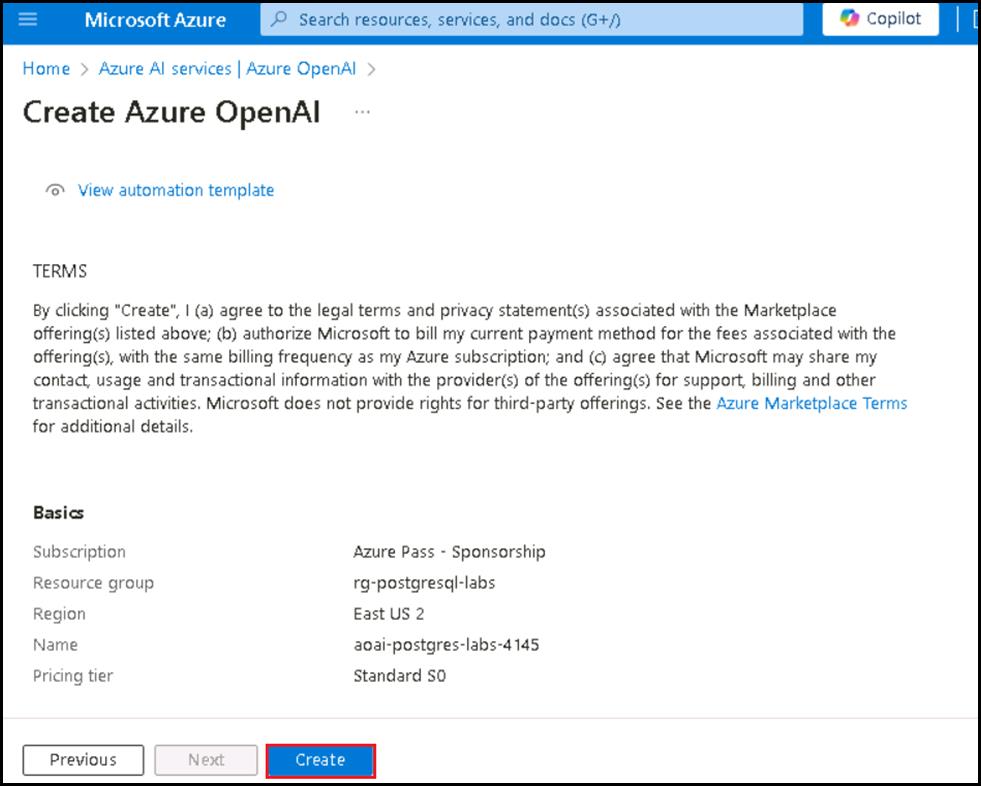 Microsoft Azure
Search resources, services, and docs (G+/)
Copilot
Home > Azure AI services | Azure OpenAI >
Create Azure OpenAI ...
View automation template
TERMS
By clicking "Create", I (a) agree to the legal terms and privacy statement(s) associated with the Marketplace
offering(s) listed above; (b) authorize Microsoft to bill my current payment method for the fees associated with the
offering(s), with the same billing frequency as my Azure subscription; and (c) agree that Microsoft may share my
contact, usage and transactional information with the provider(s) of the offering(s) for support, billing and other
transactional activities. Microsoft does not provide rights for third-party offerings. See the Azure Marketplace Terms
for additional details.
Basics
Subscription Azure Pass - Sponsorship
Resource group rg-postgresql-labs
Region East US 2
Name aoai-postgres-labs-4145
Pricing tier Standard S0
Previous Next Create